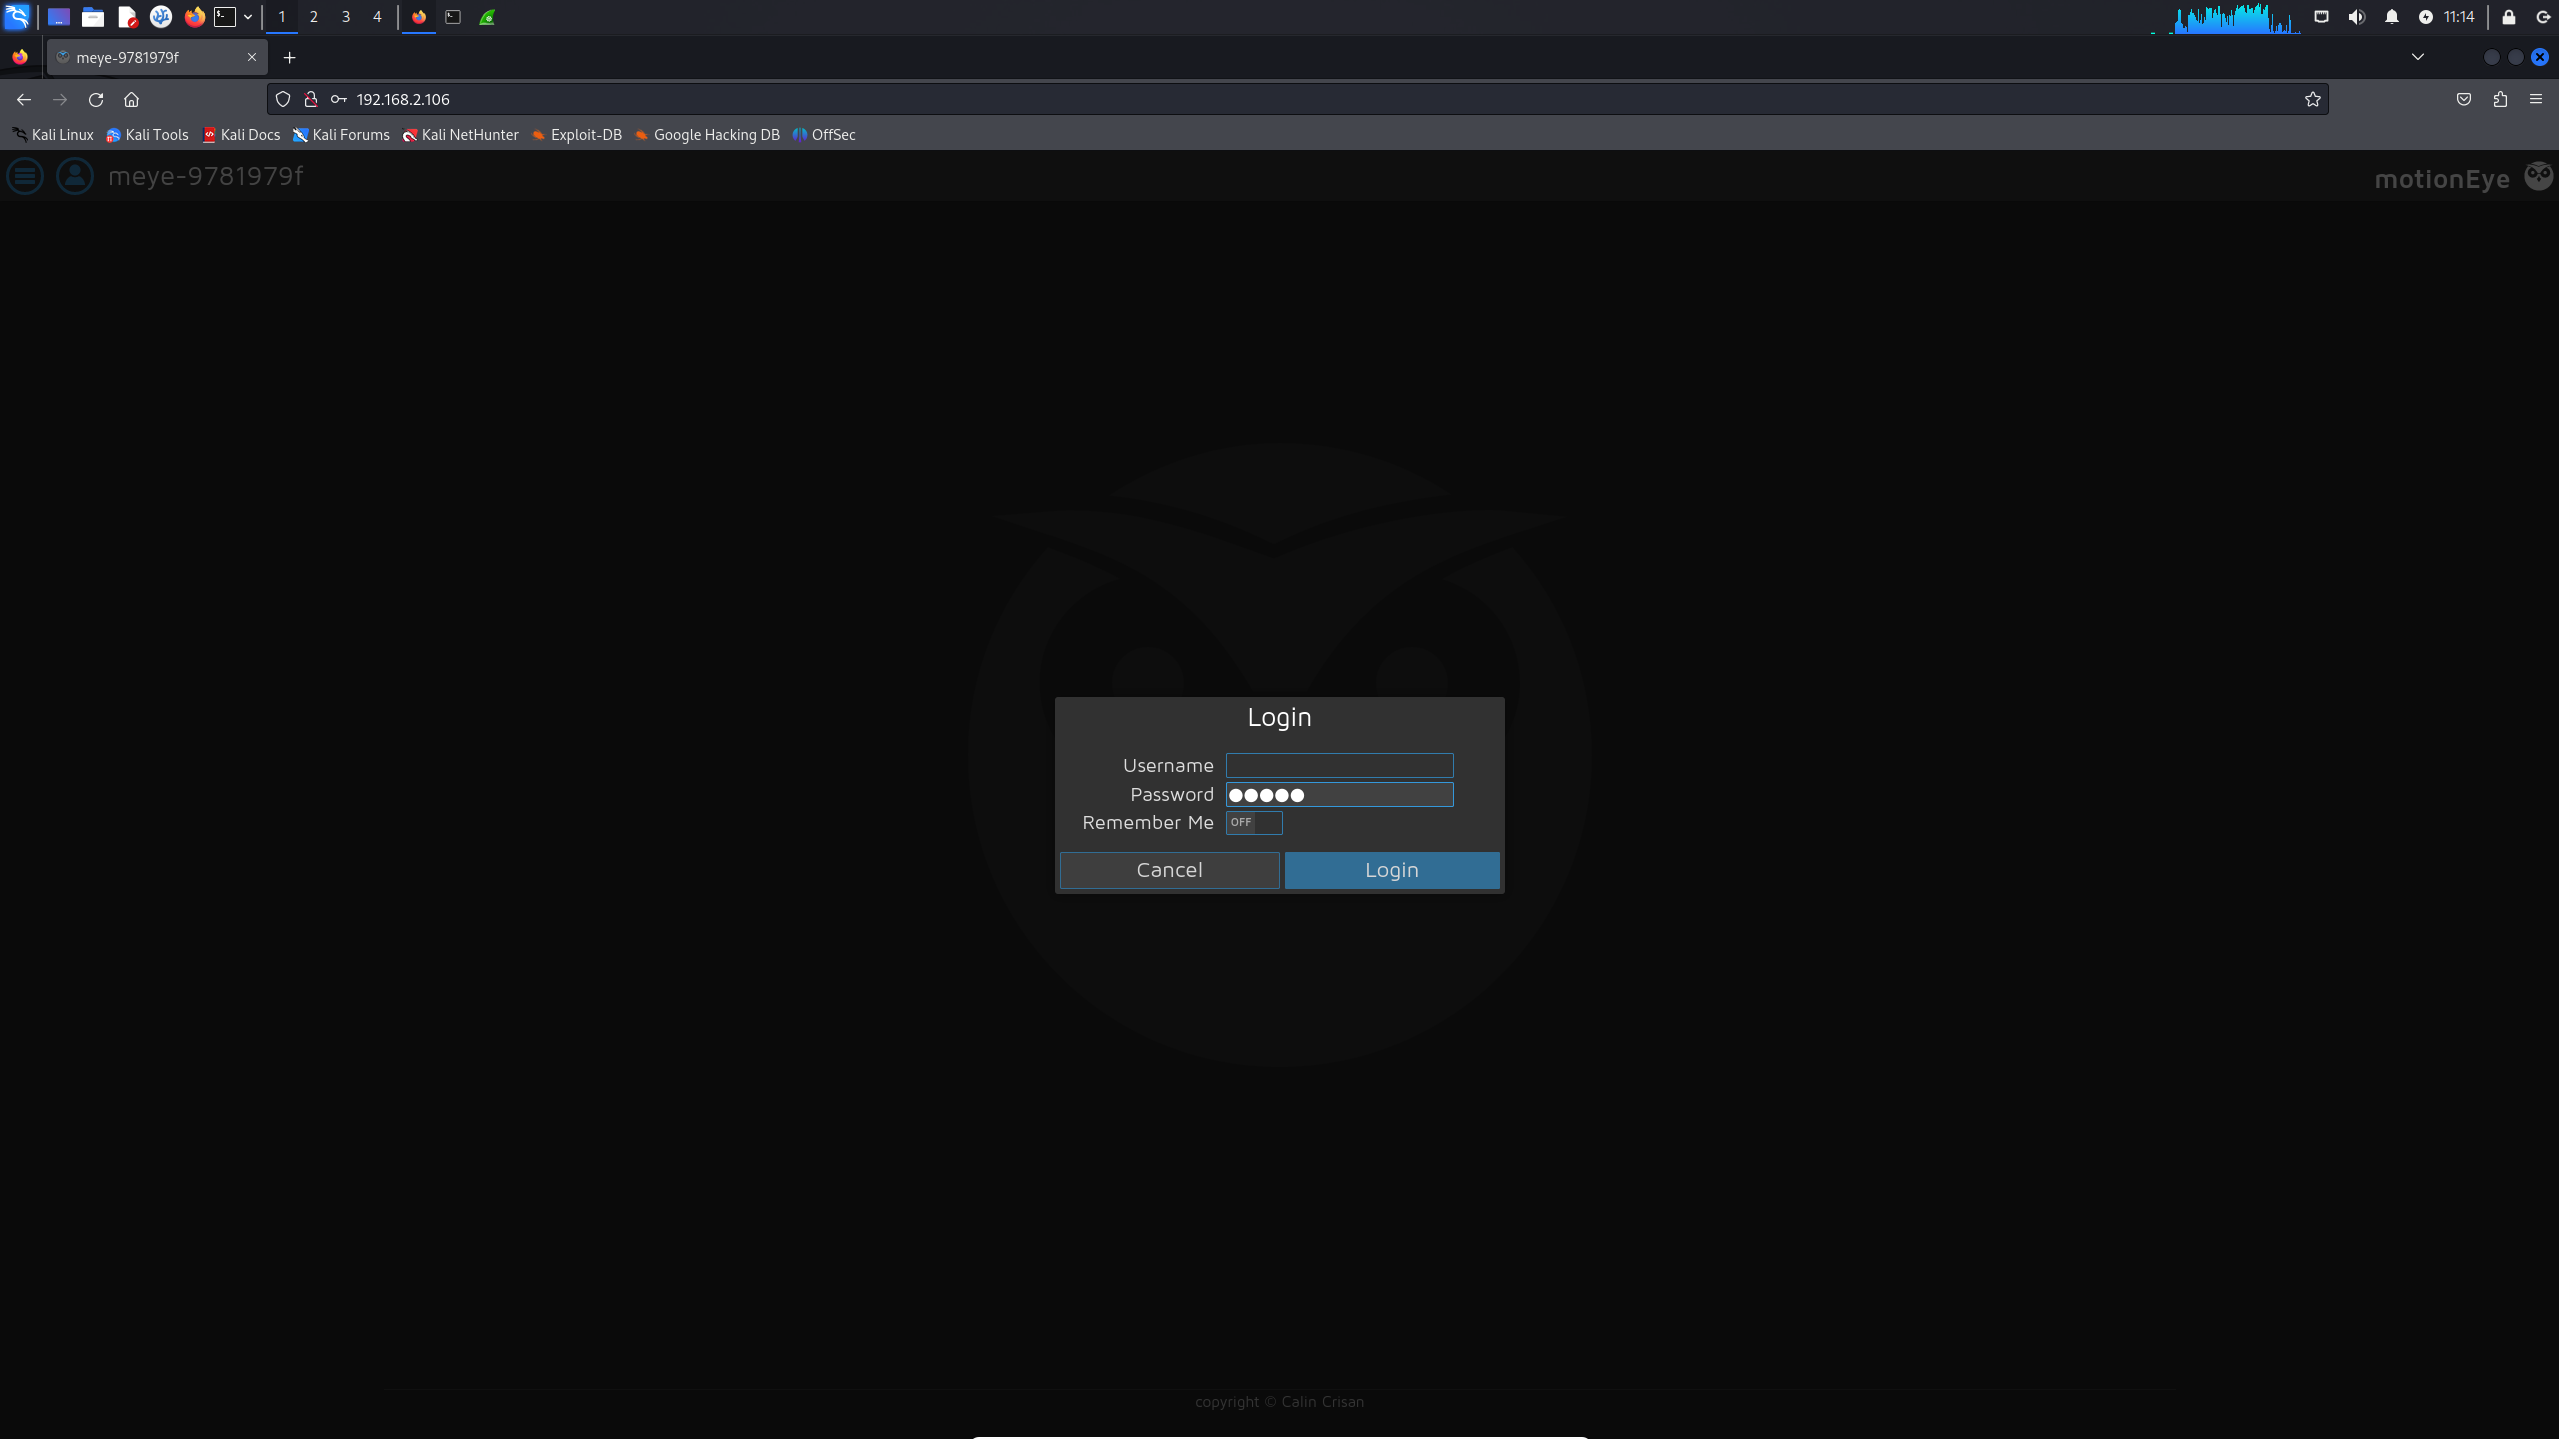 1 2 3 4 11:14
meye-9781979f
192.168.2.106
Kali Linux Kali Tools Kali Docs Kali Forums Kali NetHunter Exploit-DB Google Hacking DB OffSec
meye-9781979f motionEye
Login
Username
Password
Remember Me OFF
Cancel Login
copyright © Calin Crisan